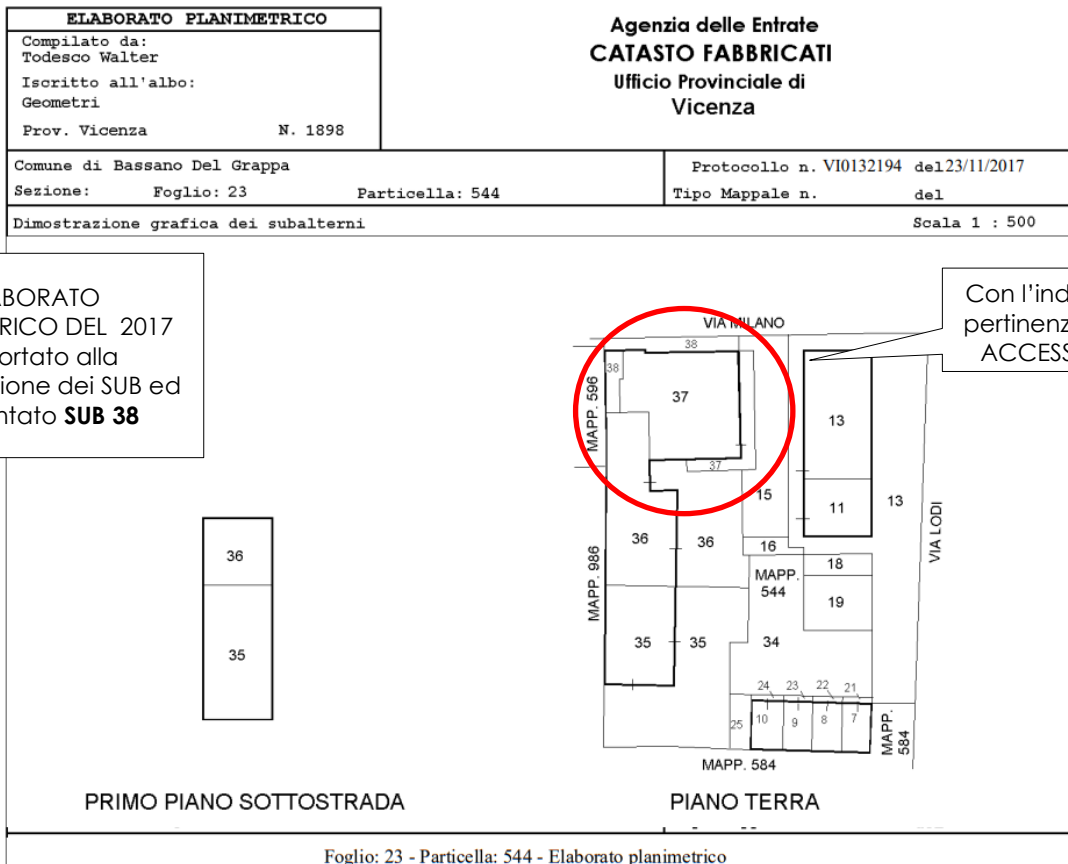 ELABORATO PLANIMETRICO
Compilato da:
Todesco Walter
Iscritto all'albo:
Geometri
Prov. Vicenza N. 1898
Agenzia delle Entrate
CATASTO FABBRICATI
Ufficio Provinciale di
Vicenza
Comune di Bassano Del Grappa
Sezione: Foglio: 23 Particella: 544
Protocollo n. VI0132194 del 23/11/2017
Tipo Mappale n. del
Dimostrazione grafica dei subalterni Scala 1 : 500
ABORATO
RICO DEL 2017
ortato alla
ione dei SUB ed
ntato SUB 38
Con l'ind
pertinenz
ACCESS
VIA MILANO
38
38
MAPP. 596
37
37
13
11
13
15
16
VIA LODI
36
36
18
MAPP.
544
19
MAPP. 986
35
35
34
24 23 22 21
25
10 9 8 7
MAPP.
584
MAPP. 584
36
35
PRIMO PIANO SOTTOSTRADA
PIANO TERRA
Foglio: 23 - Particella: 544 - Elaborato planimetrico